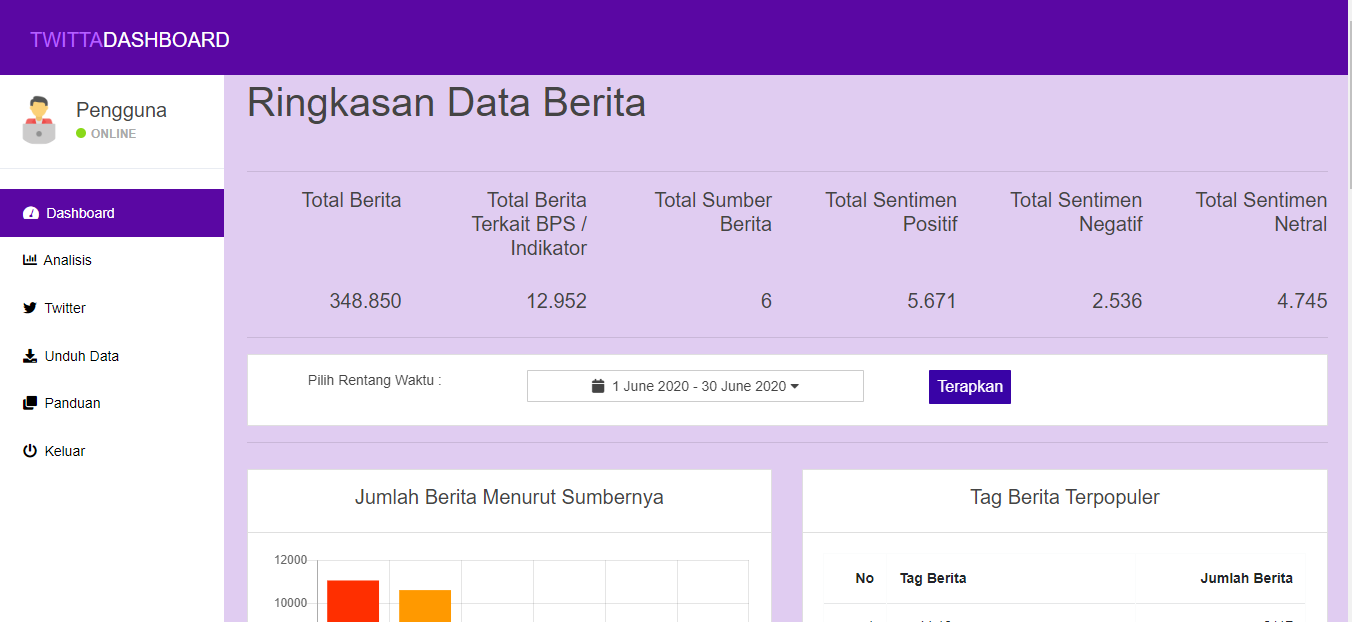 TWITTADASHBOARD
Pengguna
ONLINE
Dashboard
Analisis
Twitter
Unduh Data
Panduan
Keluar
Ringkasan Data Berita
Total Berita
348.850
Total Berita
Terkait BPS /
Indikator
12.952
Total Sumber
Berita
6
Total Sentimen
Positif
5.671
Total Sentimen
Negatif
2.536
Total Sentimen
Netral
4.745
Pilih Rentang Waktu :
1 June 2020 - 30 June 2020
Terapkan
Jumlah Berita Menurut Sumbernya
12000
10000
Tag Berita Terpopuler
No Tag Berita Jumlah Berita